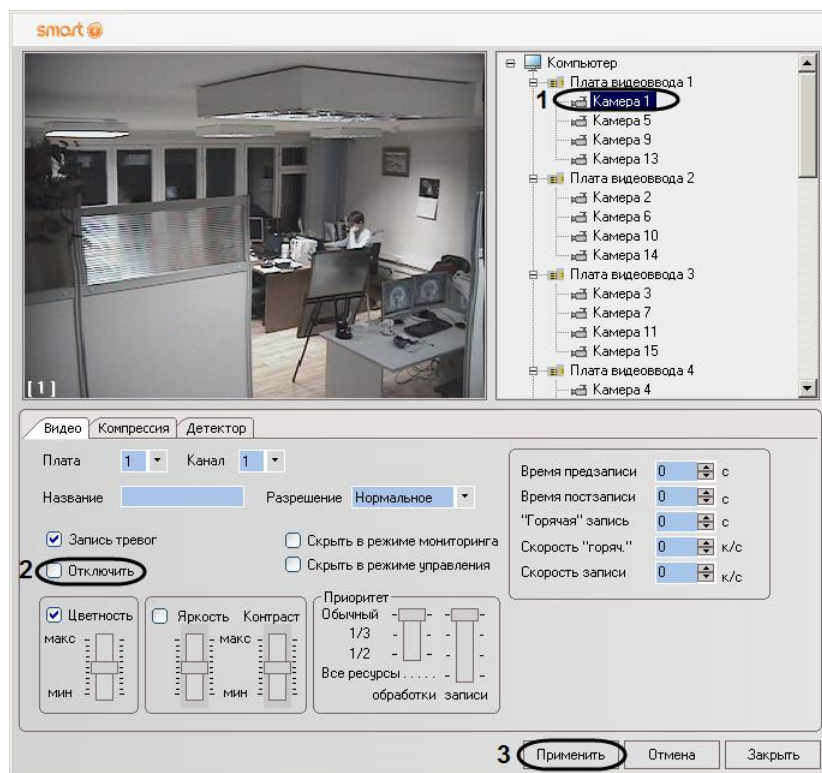 smart
Компьютер
Плата видеоввода 1
1 Камера 1
Камера 5
Камера 9
Камера 13
Плата видеоввода 2
Камера 2
Камера 6
Камера 10
Камера 14
Плата видеоввода 3
Камера 3
Камера 7
Камера 11
Камера 15
Плата видеоввода 4
Камера 4
[1]
Видео Компрессия Детектор
Плата 1 Канал 1
Название Разрешение Нормальное
Запись тревог Скрыть в режиме мониторинга
2 Отключить Скрыть в режиме управления
Время предзаписи 0 с
Время постзаписи 0 с
"Горячая" запись 0 с
Скорость "горяч." 0 к/с
Скорость записи 0 к/с
Цветность
макс
мин
Яркость Контраст
макс
мин
Приоритет
Обычный
1/3
1/2
Все ресурсы . . . . .
обработки записи
3 Применить Отмена Закрыть